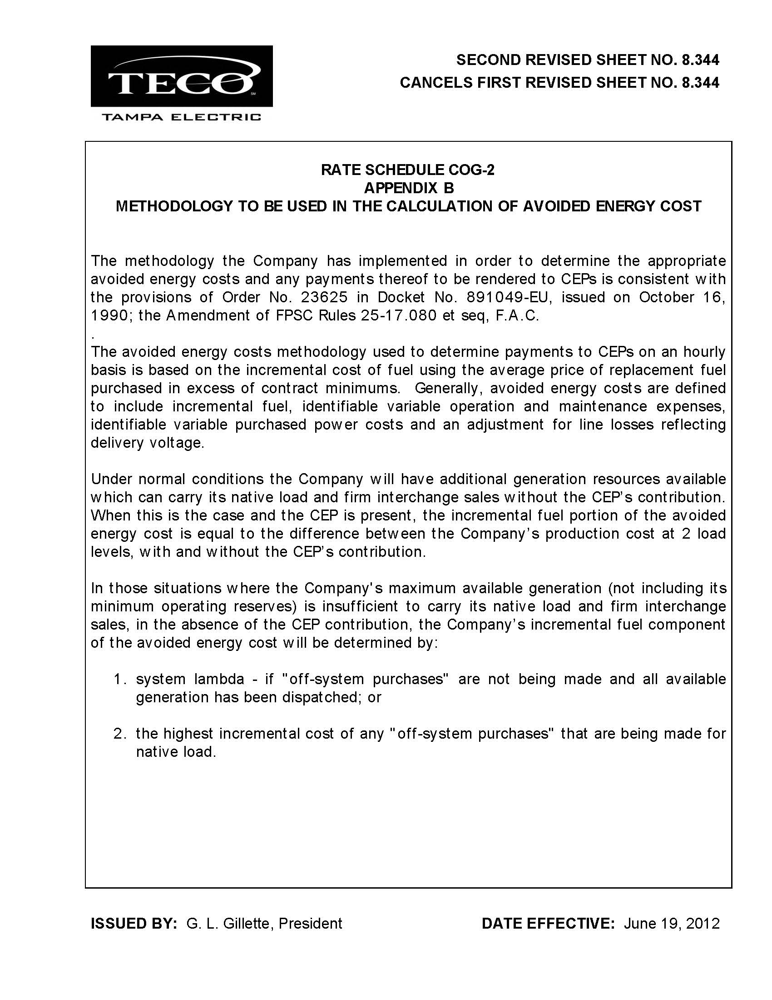 TECO
SM
TAMPA ELECTRIC
SECOND REVISED SHEET NO. 8.344
CANCELS FIRST REVISED SHEET NO. 8.344
RATE SCHEDULE COG-2
APPENDIX B
METHODOLOGY TO BE USED IN THE CALCULATION OF AVOIDED ENERGY COST
The methodology the Company has implemented in order to determine the appropriate
avoided energy costs and any payments thereof to be rendered to CEPs is consistent with
the provisions of Order No. 23625 in Docket No. 891049-EU, issued on October 16,
1990; the Amendment of FPSC Rules 25-17.080 et seq, F.A.C.
.
The avoided energy costs methodology used to determine payments to CEPs on an hourly
basis is based on the incremental cost of fuel using the average price of replacement fuel
purchased in excess of contract minimums.  Generally, avoided energy costs are defined
to include incremental fuel, identifiable variable operation and maintenance expenses,
identifiable variable purchased power costs and an adjustment for line losses reflecting
delivery voltage.
Under normal conditions the Company will have additional generation resources available
which can carry its native load and firm interchange sales without the CEP's contribution.
When this is the case and the CEP is present, the incremental fuel portion of the avoided
energy cost is equal to the difference between the Company's production cost at 2 load
levels, with and without the CEP's contribution.
In those situations where the Company's maximum available generation (not including its
minimum operating reserves) is insufficient to carry its native load and firm interchange
sales, in the absence of the CEP contribution, the Company's incremental fuel component
of the avoided energy cost will be determined by:
1. system lambda - if "off-system purchases" are not being made and all available
generation has been dispatched; or
2. the highest incremental cost of any "off-system purchases" that are being made for
native load.
ISSUED BY: G. L. Gillette, President
DATE EFFECTIVE: June 19, 2012